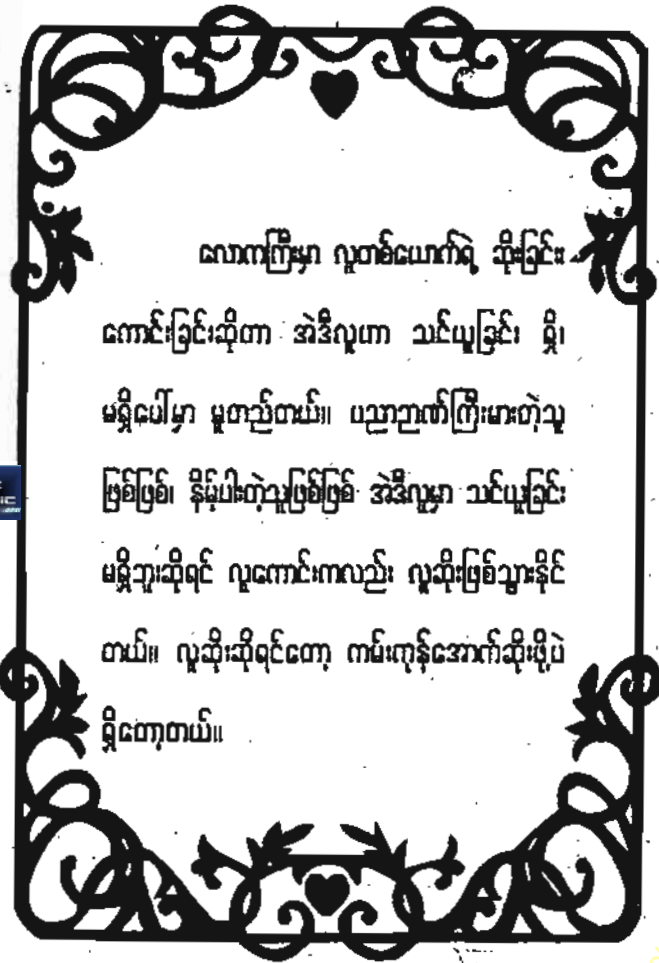 လောကကြီးမှာ လူတစ်ယောက်ရဲ့ ဆိုးခြင်း၊
ကောင်းခြင်းဆိုတာ အဲဒီလူဟာ သင်ယူခြင်း ရှိ၊
မရှိပေါ်မှာ မူတည်တယ်။ ပညာဉာဏ်ကြီးမားတဲ့သူ
ဖြစ်ဖြစ်၊ နိမ့်ပါးတဲ့သူဖြစ်ဖြစ် အဲဒီလူမှာ သင်ယူခြင်း
မရှိဘူးဆိုရင် လူကောင်းကလည်း လူဆိုးဖြစ်သွားနိုင်
တယ်။ လူဆိုးဆိုရင်တော့ ကမ်းကုန်အောက်ဆိုးဖို့ပဲ
ရှိတော့တယ်။